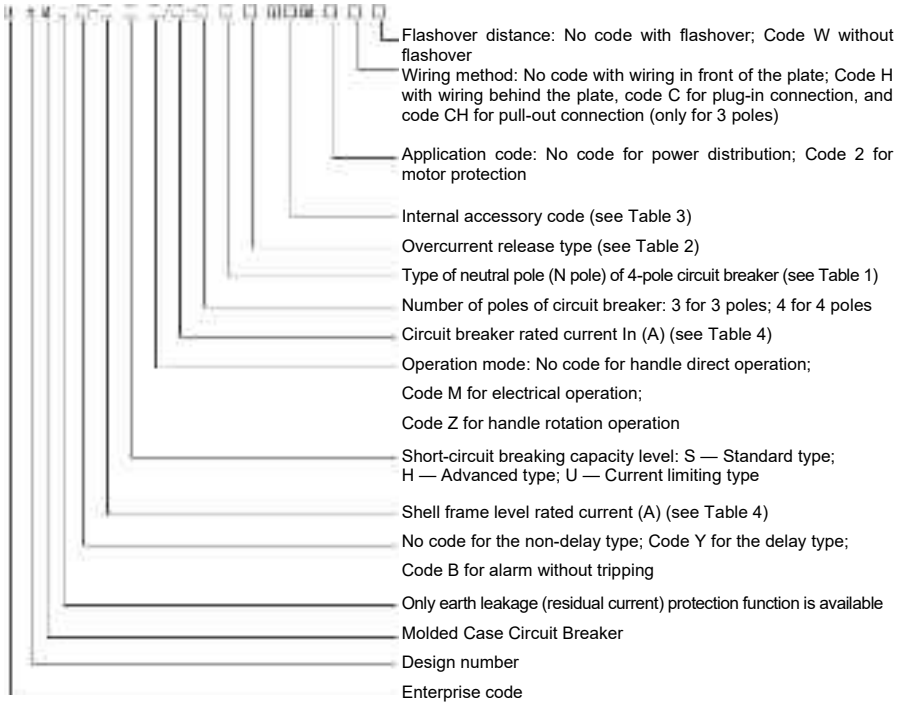 Flashover distance: No code with flashover; Code W without
flashover
Wiring method: No code with wiring in front of the plate; Code H
with wiring behind the plate, code C for plug-in connection, and
code CH for pull-out connection (only for 3 poles)
Application code: No code for power distribution; Code 2 for
motor protection
Internal accessory code (see Table 3)
Overcurrent release type (see Table 2)
Type of neutral pole (N pole) of 4-pole circuit breaker (see Table 1)
Number of poles of circuit breaker: 3 for 3 poles; 4 for 4 poles
Circuit breaker rated current In (A) (see Table 4)
Operation mode: No code for handle direct operation;
Code M for electrical operation;
Code Z for handle rotation operation
Short-circuit breaking capacity level: S — Standard type;
H — Advanced type; U — Current limiting type
Shell frame level rated current (A) (see Table 4)
No code for the non-delay type; Code Y for the delay type;
Code B for alarm without tripping
Only earth leakage (residual current) protection function is available
Molded Case Circuit Breaker
Design number
Enterprise code